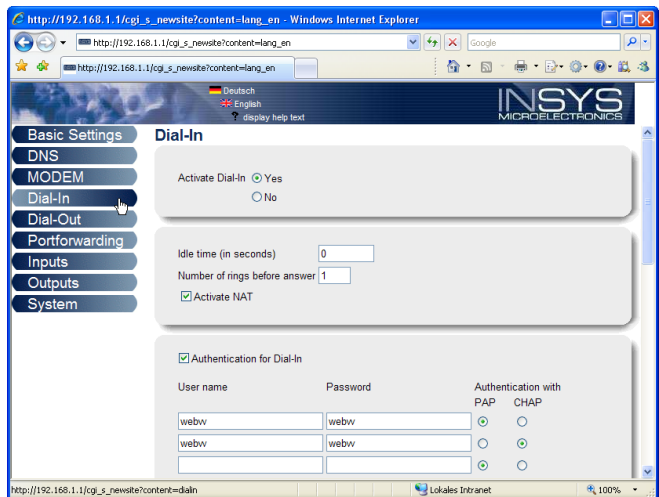 http://192.168.1.1/cgi_s_newsite?content=lang_en - Windows Internet Explorer
http://192.168.1.1/cgi_s_newsite?content=lang_en
Google
http://192.168.1.1/cgi_s_newsite?content=lang_en
Deutsch
English
? display help text
INSYS
MICROELECTRONICS
Basic Settings
DNS
MODEM
Dial-In
Dial-Out
Portforwarding
Inputs
Outputs
System
Dial-In
Activate Dial-In Yes
No
Idle time (in seconds) 0
Number of rings before answer 1
Activate NAT
Authentication for Dial-In
User name Password Authentication with
PAP CHAP
webvv webvv
webvv webvv
http://192.168.1.1/cgi_s_newsite?content=dialin Lokales Intranet 100%